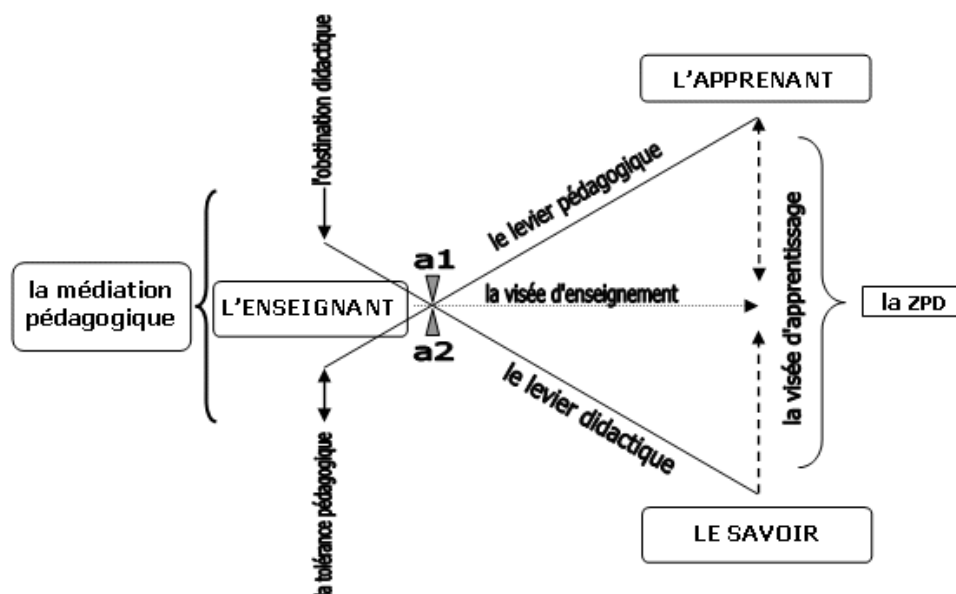 l'obstination didactique
L'APPRENANT
le levier pédagogique
a1
la médiation
pédagogique
L'ENSEIGNANT
la visée d'enseignement
la visée d'apprentissage
la ZPD
a2
le levier didactique
la tolérance pédagogique
LE SAVOIR